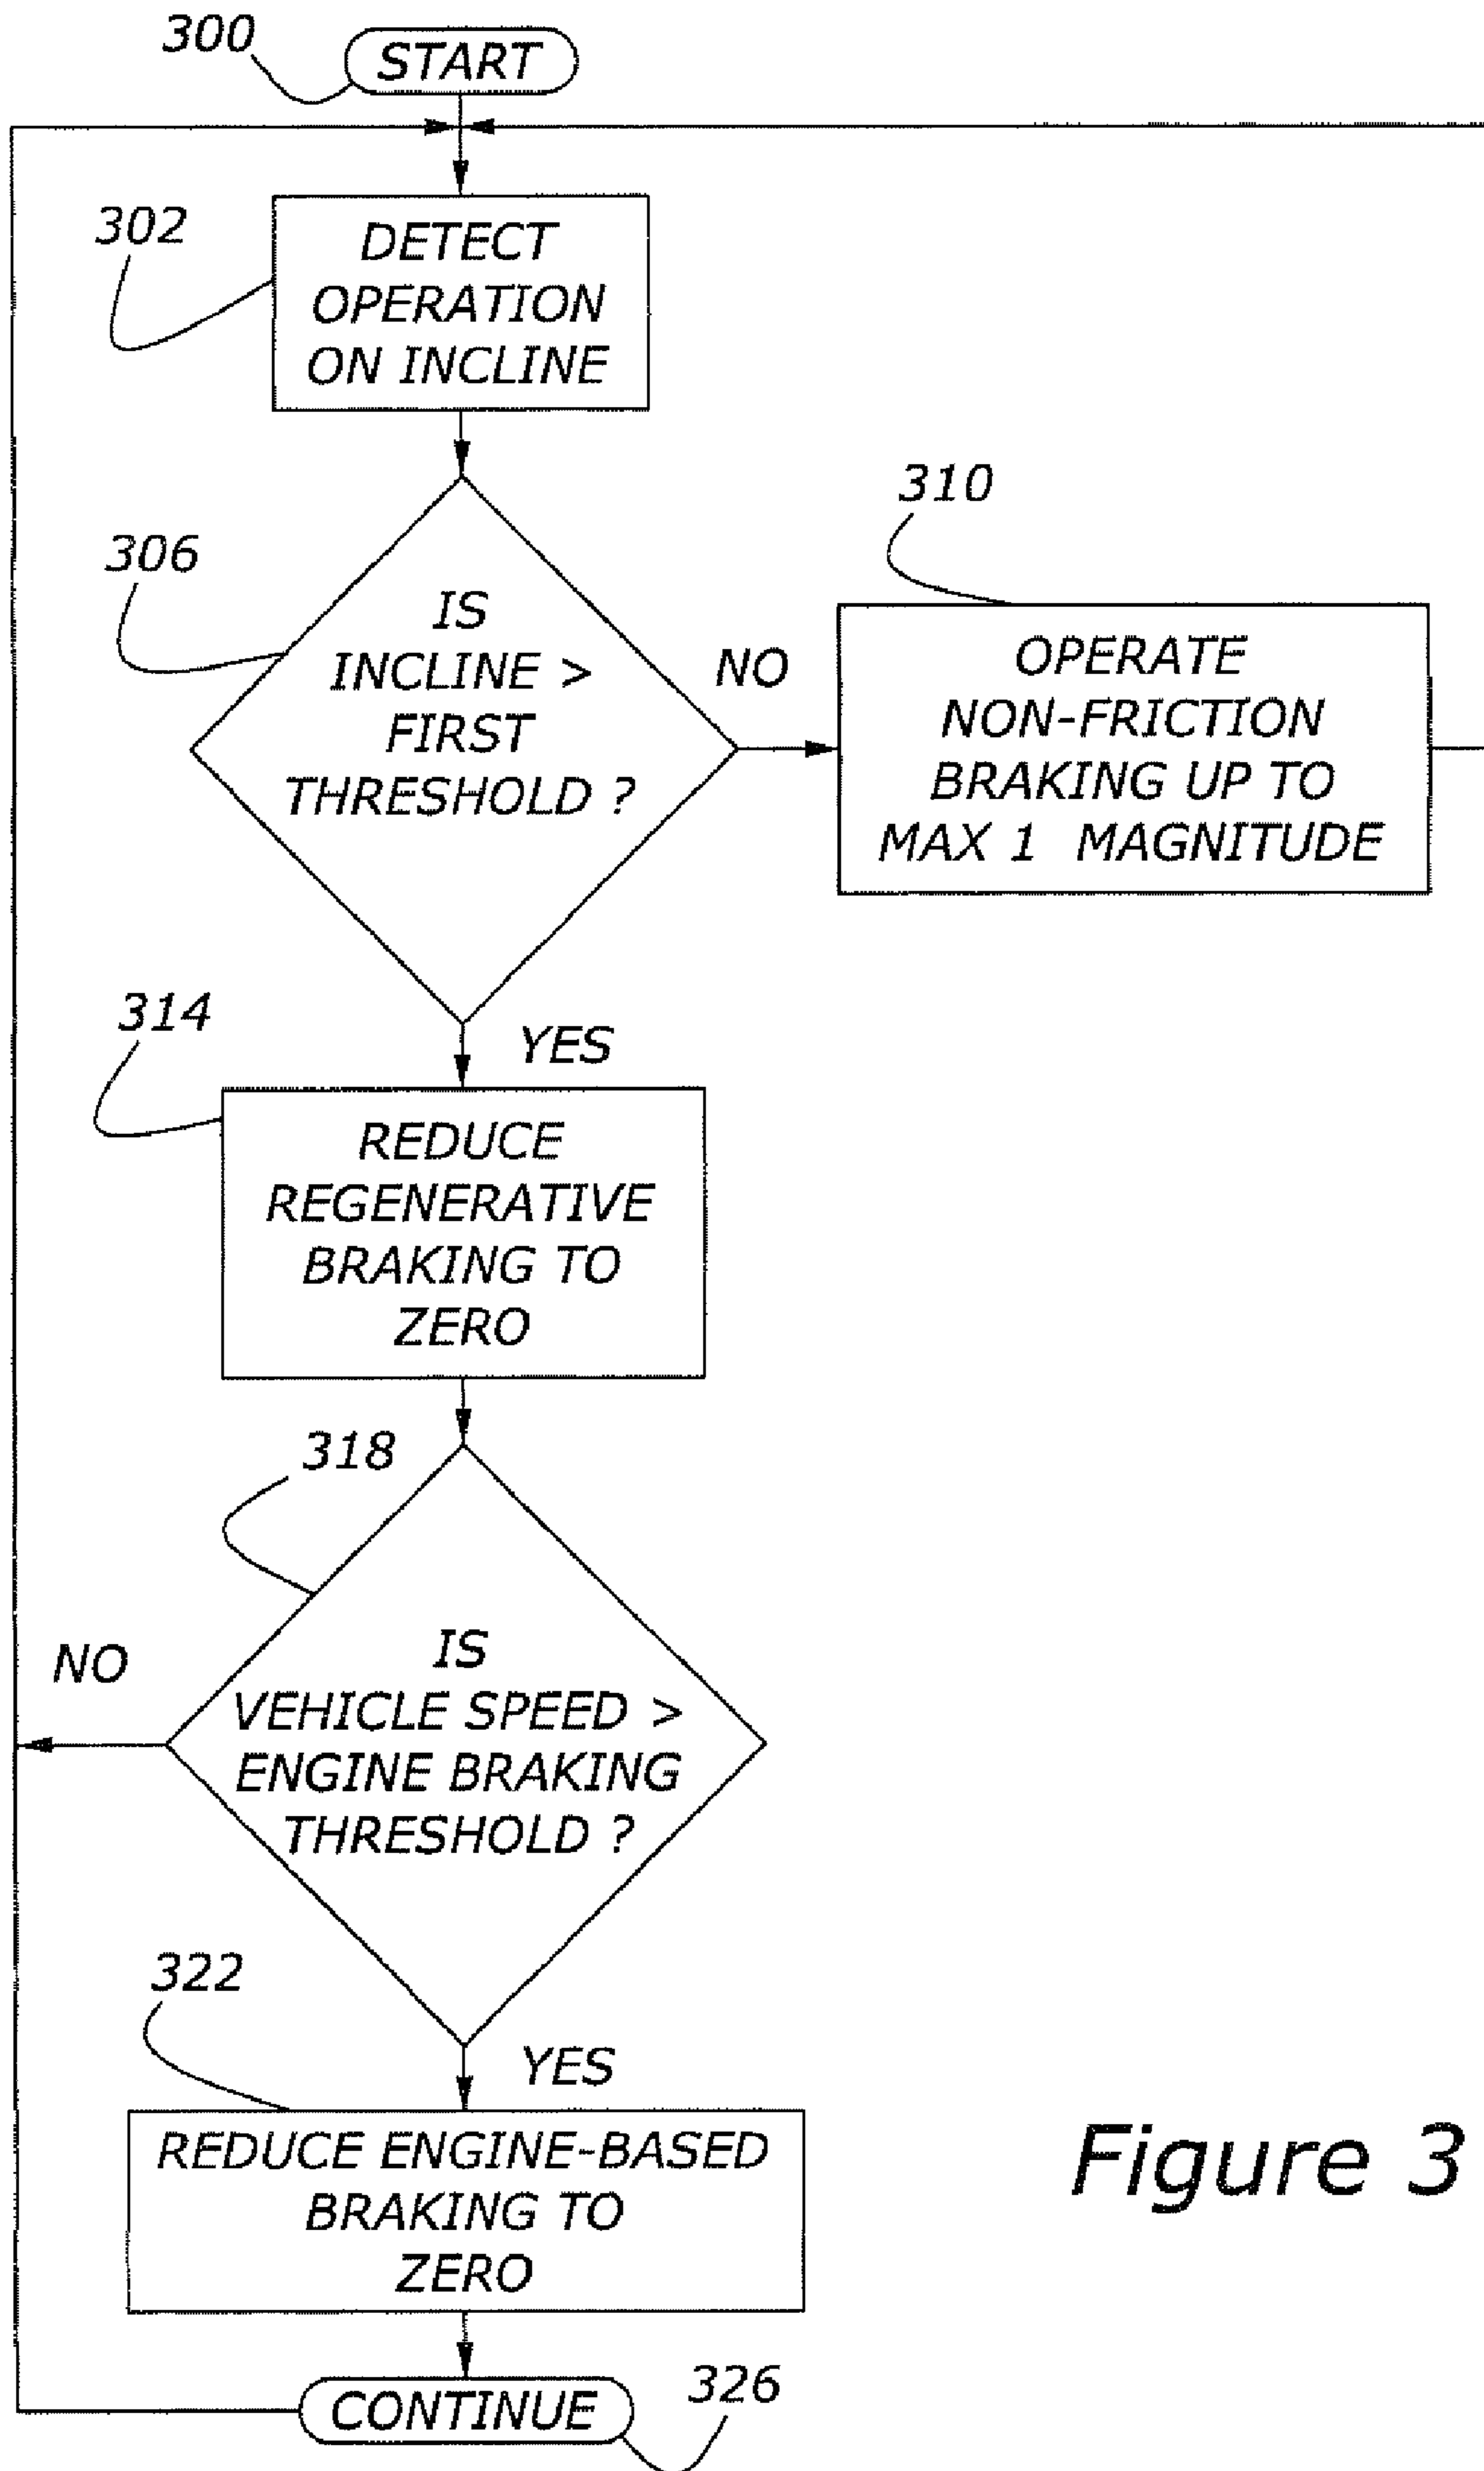 300
START
302
DETECT
OPERATION
ON INCLINE
306
IS
INCLINE >
FIRST
THRESHOLD ?
NO
310
OPERATE
NON-FRICTION
BRAKING UP TO
MAX 1 MAGNITUDE
YES
314
REDUCE
REGENERATIVE
BRAKING TO
ZERO
318
IS
VEHICLE SPEED >
ENGINE BRAKING
THRESHOLD ?
NO
YES
322
REDUCE ENGINE-BASED
BRAKING TO
ZERO
CONTINUE
326
Figure 3